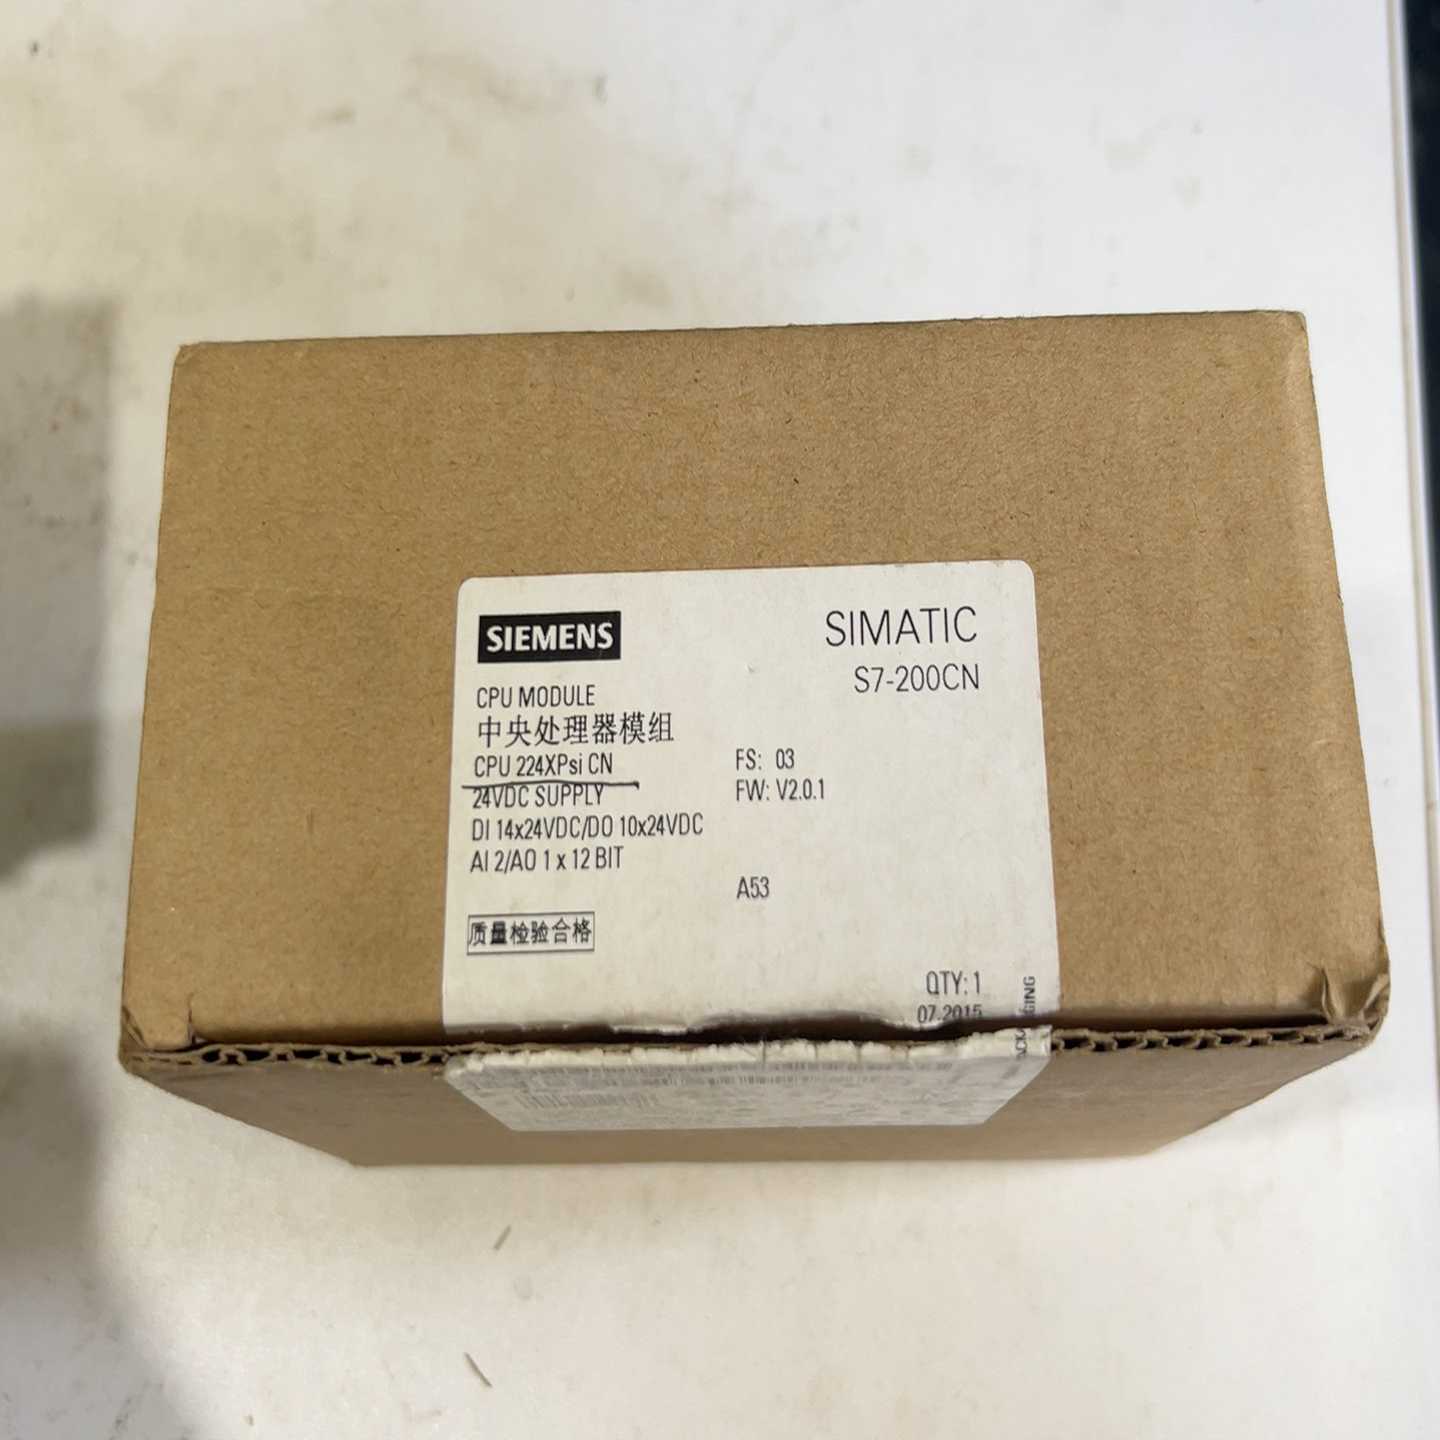 SIEMENS
SIMATIC
S7-200CN
CPU MODULE
中央处理器模组
CPU 224XPsi CN
FS: 03
24VDC SUPPLY
FW: V2.0.1
DI 14x24VDC/DO 10x24VDC
AI 2/AO 1 x 12 BIT
A53
质量检验合格
QTY: 1
07.2015